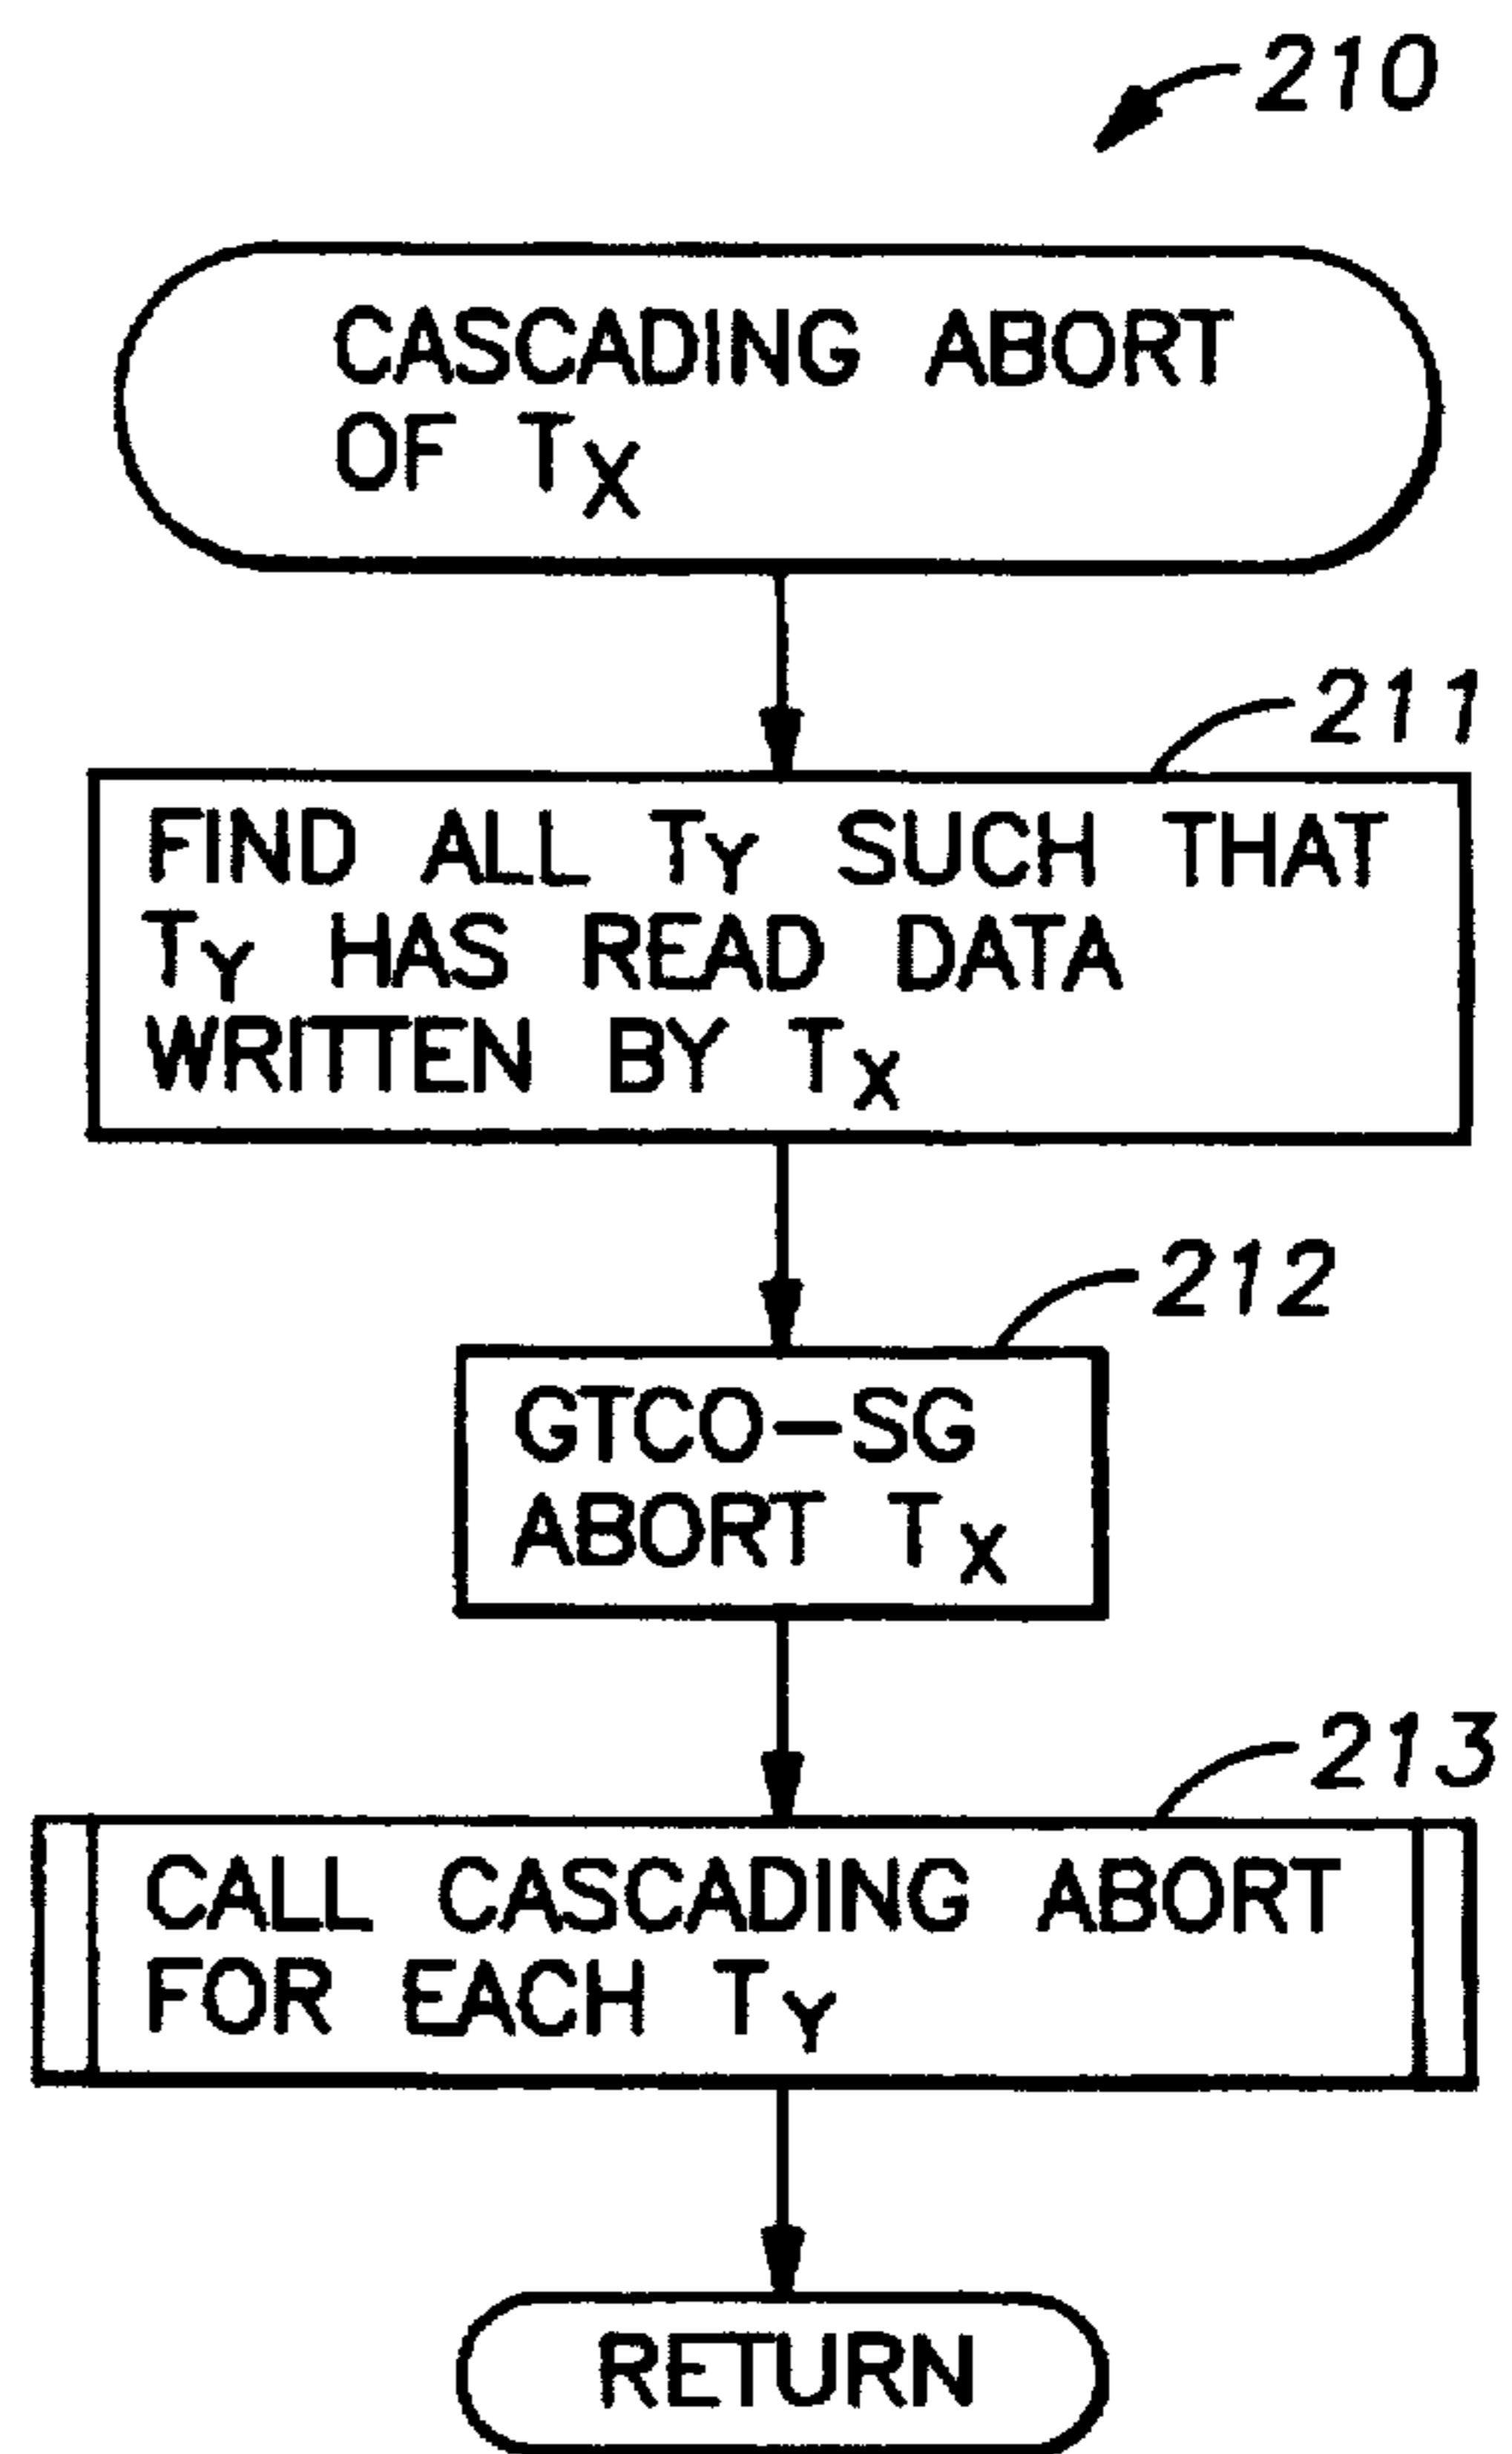 210
CASCADING ABORT
OF TX
211
FIND ALL TY SUCH THAT
TY HAS READ DATA
WRITTEN BY TX
212
GTCO-SG
ABORT TX
213
CALL CASCADING ABORT
FOR EACH TY
RETURN